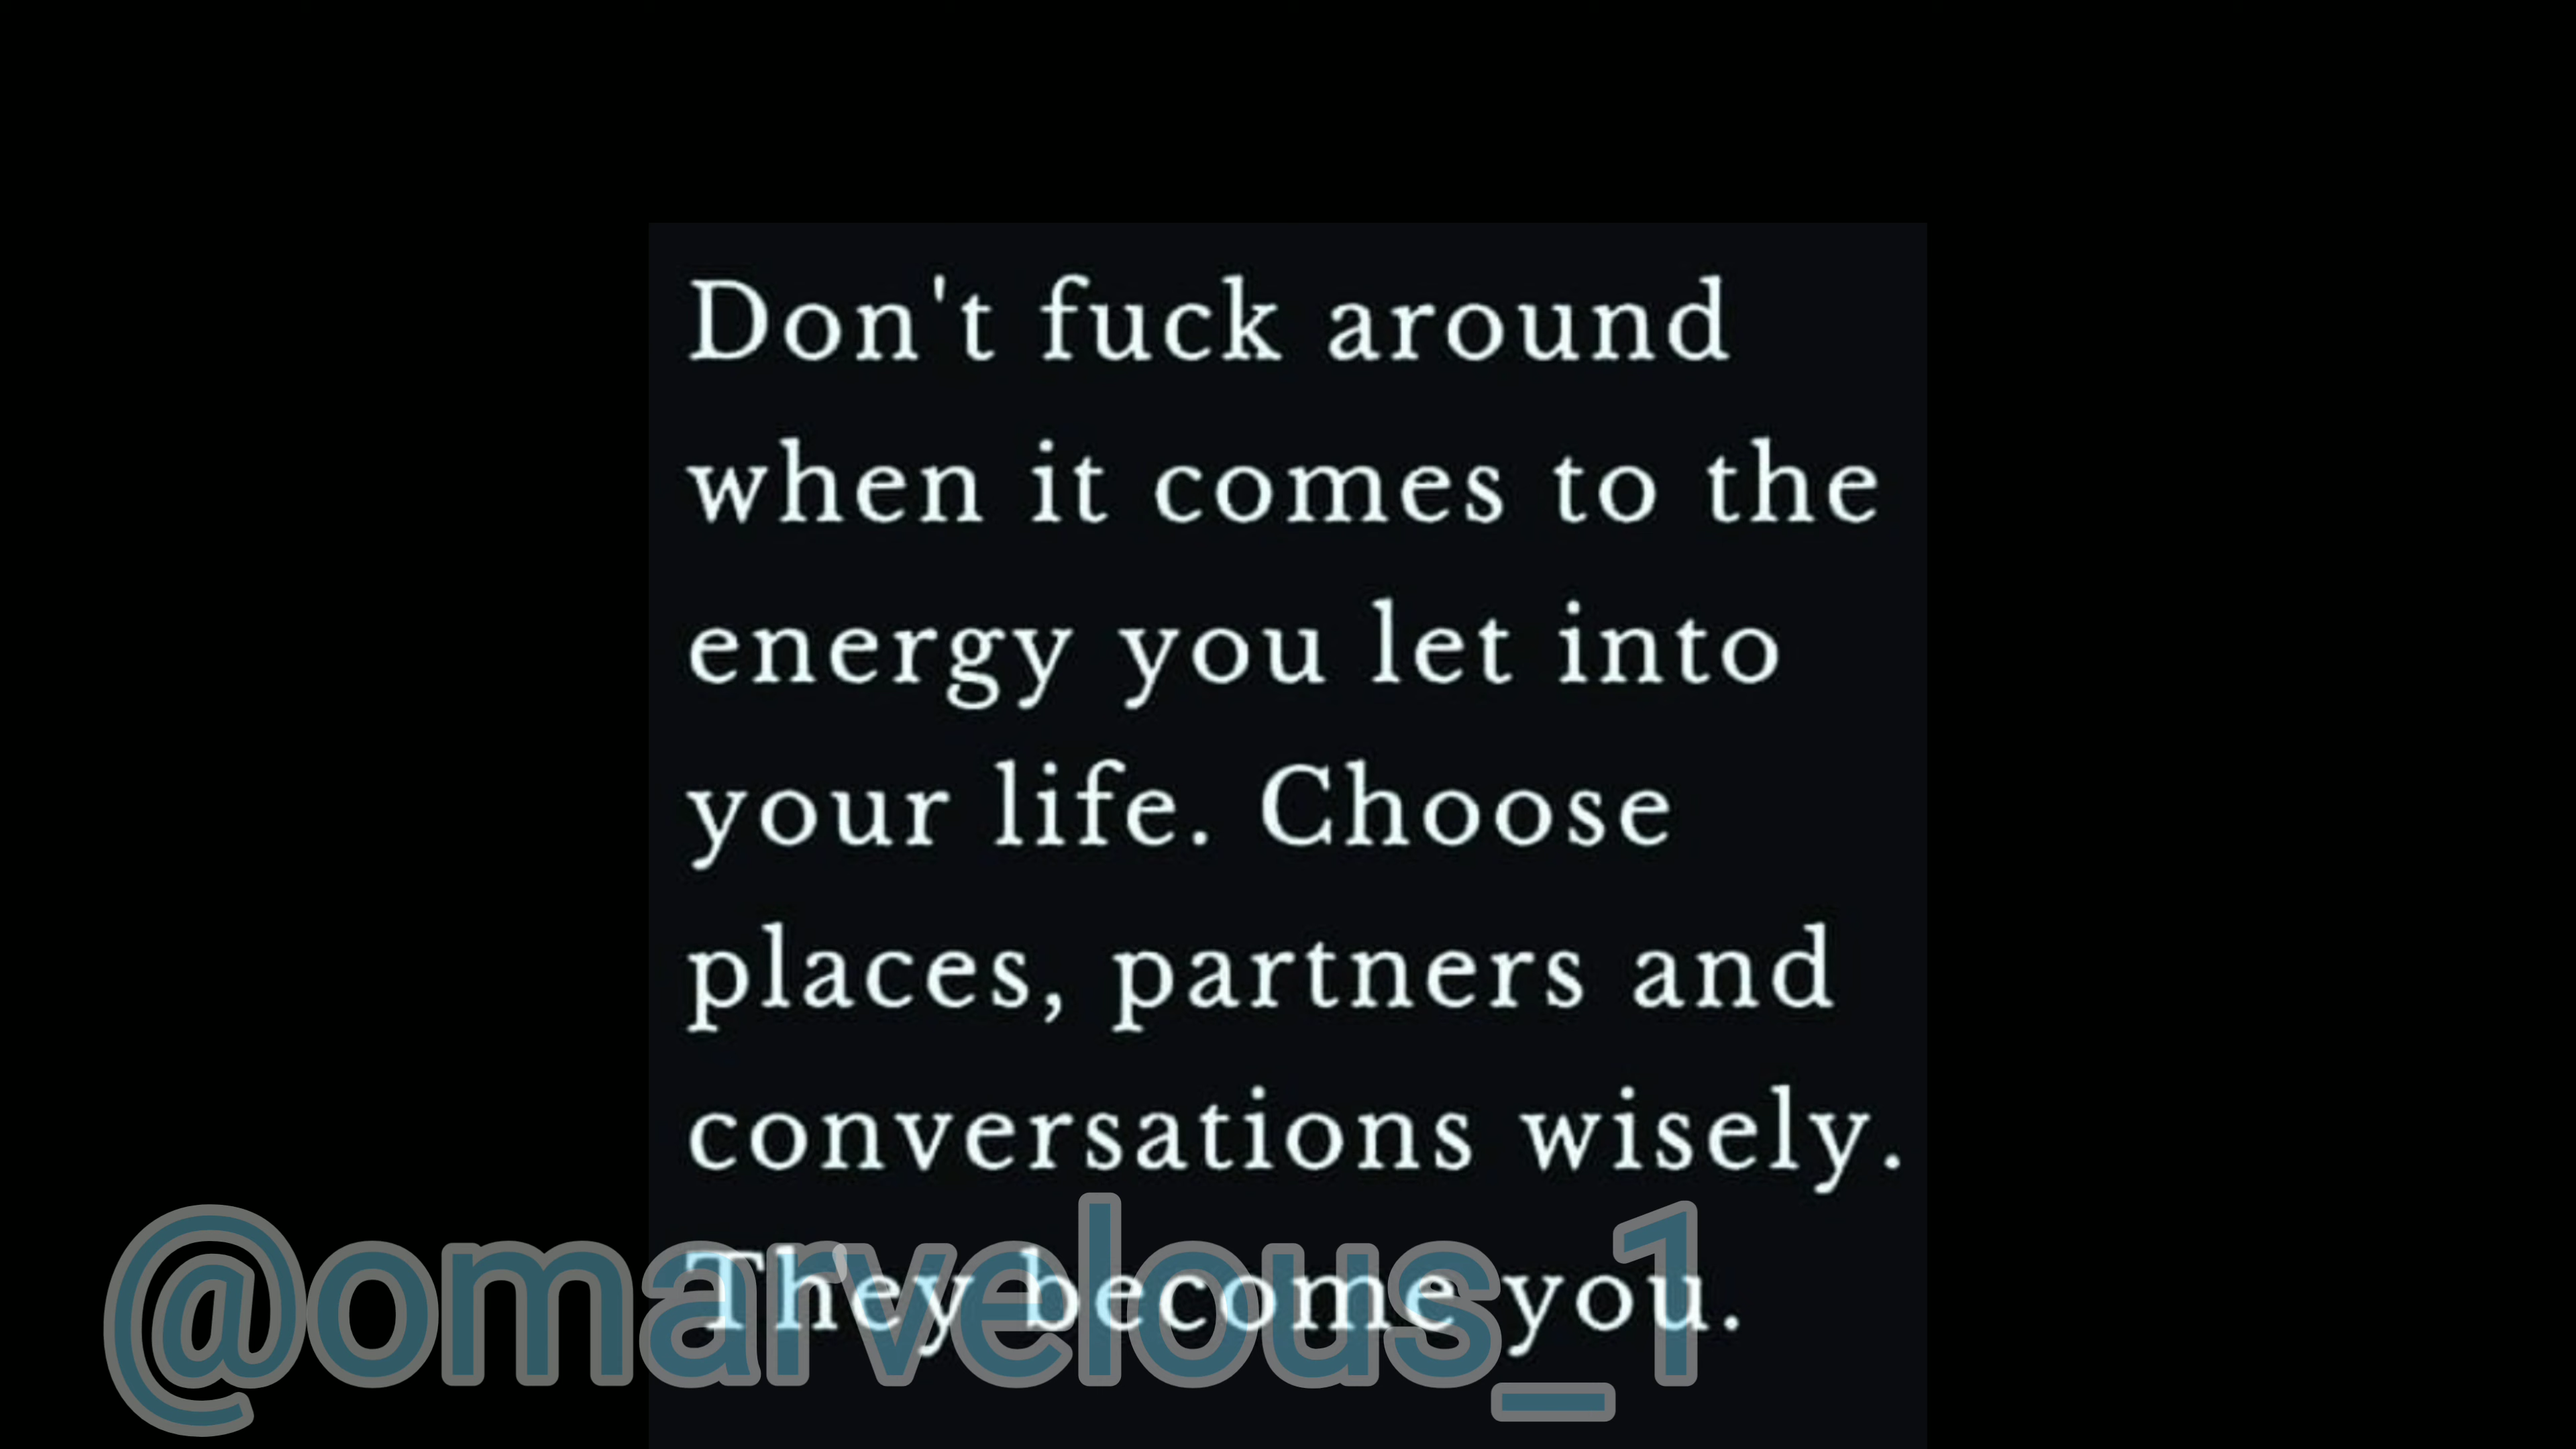 Don't fuck around
when it comes to the
energy you let into
your life. Choose
places, partners and
conversations wisely.
They become you.
@omarvelous_1